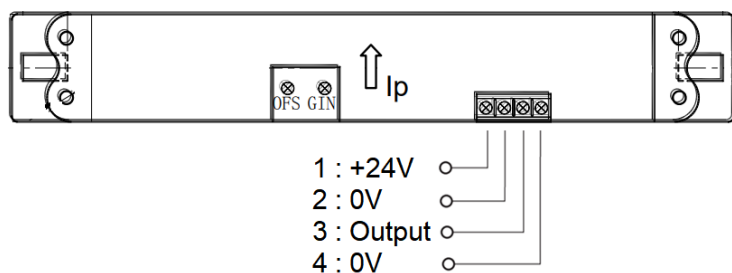 Ip
OFS GIN
1 : +24V
2 : 0V
3 : Output
4 : 0V